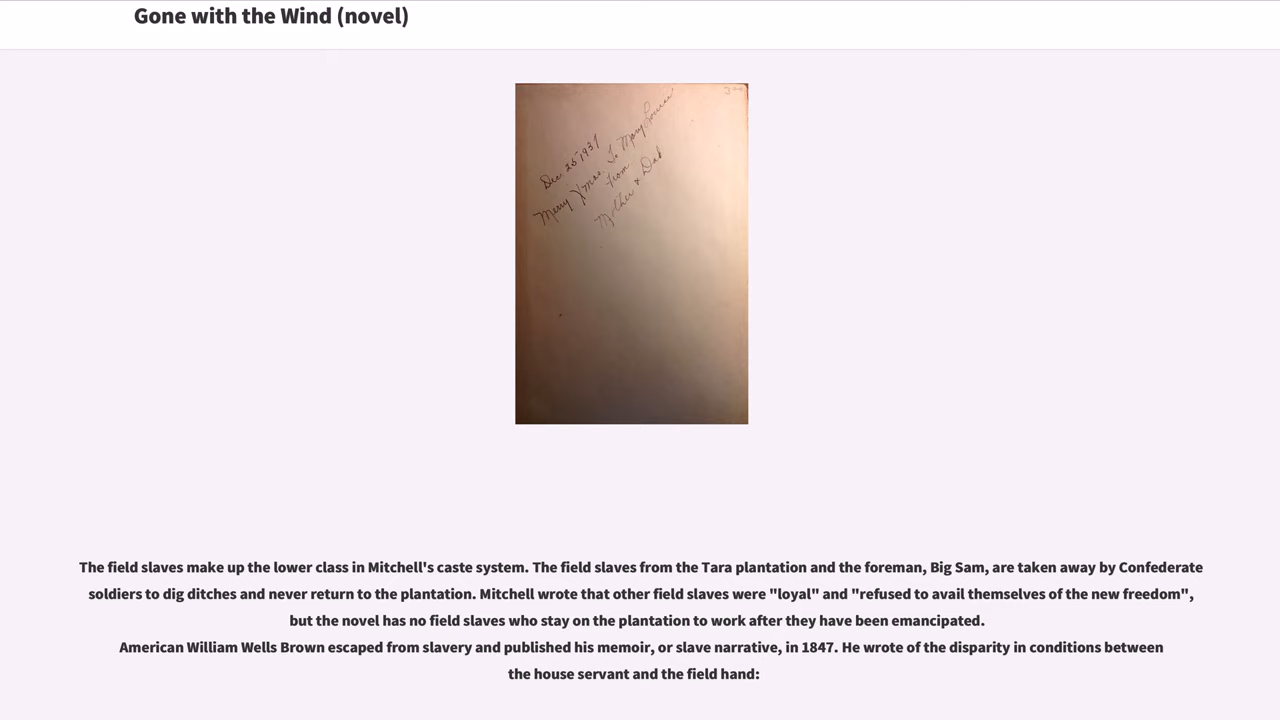 Gone with the Wind (novel)
Dec 25 1937
Merry Xmas. To Mary Louise
From
Mother & Dad
The field slaves make up the lower class in Mitchell's caste system. The field slaves from the Tara plantation and the foreman, Big Sam, are taken away by Confederate
soldiers to dig ditches and never return to the plantation. Mitchell wrote that other field slaves were "loyal" and "refused to avail themselves of the new freedom",
but the novel has no field slaves who stay on the plantation to work after they have been emancipated.
American William Wells Brown escaped from slavery and published his memoir, or slave narrative, in 1847. He wrote of the disparity in conditions between
the house servant and the field hand: